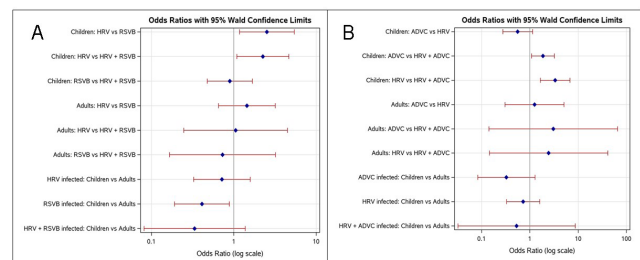 A
Odds Ratios with 95% Wald Confidence Limits
Children: HRV vs RSVB
Children: HRV vs HRV + RSVB
Children: RSVB vs HRV + RSVB
Adults: HRV vs RSVB
Adults: HRV vs HRV + RSVB
Adults: RSVB vs HRV + RSVB
HRV infected: Children vs Adults
RSVB infected: Children vs Adults
HRV + RSVB infected: Children vs Adults
0.1 1 10
Odds Ratio (log scale)
B
Odds Ratios with 95% Wald Confidence Limits
Children: ADVC vs HRV
Children: ADVC vs HRV + ADVC
Children: HRV vs HRV + ADVC
Adults: ADVC vs HRV
Adults: ADVC vs HRV + ADVC
Adults: HRV vs HRV + ADVC
ADVC infected: Children vs Adults
HRV infected: Children vs Adults
HRV + ADVC infected: Children vs Adults
0.1 1 10 100
Odds Ratio (log scale)